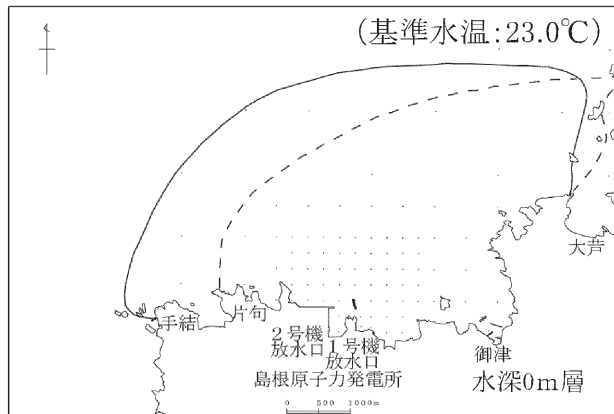 (基準水温:23.0℃)
大芦
手結
片句
2号機
放水口
1号機
放水口
御津
島根原子力発電所
水深0m層
0 500 1000m